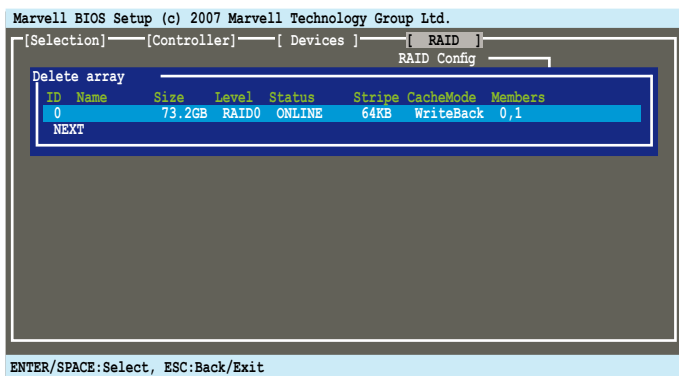 Marvell BIOS Setup (c) 2007 Marvell Technology Group Ltd.
[Selection] [Controller] [ Devices ] [ RAID ]
RAID Config
Delete array
ID Name Size Level Status Stripe CacheMode Members
0 73.2GB RAID0 ONLINE 64KB WriteBack 0,1
NEXT
ENTER/SPACE:Select, ESC:Back/Exit